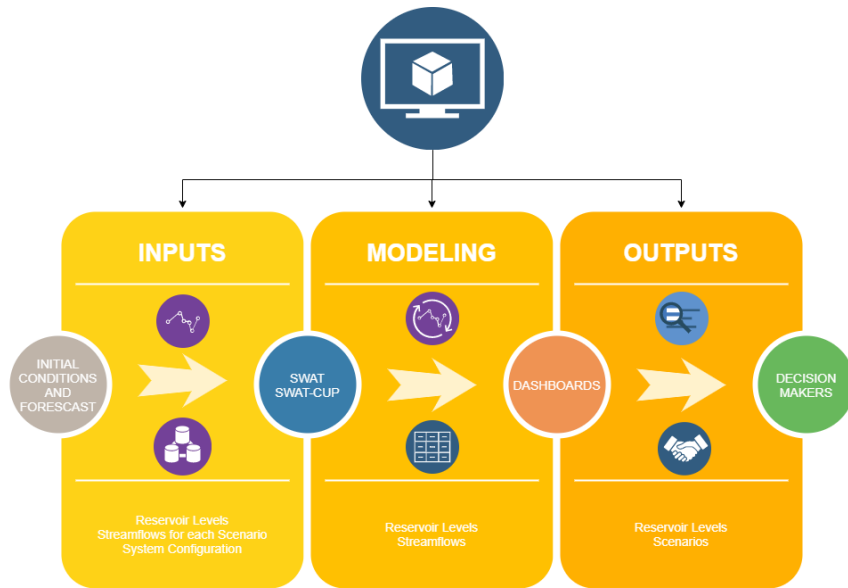 INPUTS
MODELING
OUTPUTS
INITIAL
CONDITIONS
AND
FORESCAST
SWAT
SWAT-CUP
DASHBOARDS
DECISION
MAKERS
Reservoir Levels
Streamflows for each Scenario
System Configuration
Reservoir Levels
Streamflows
Reservoir Levels
Scenarios